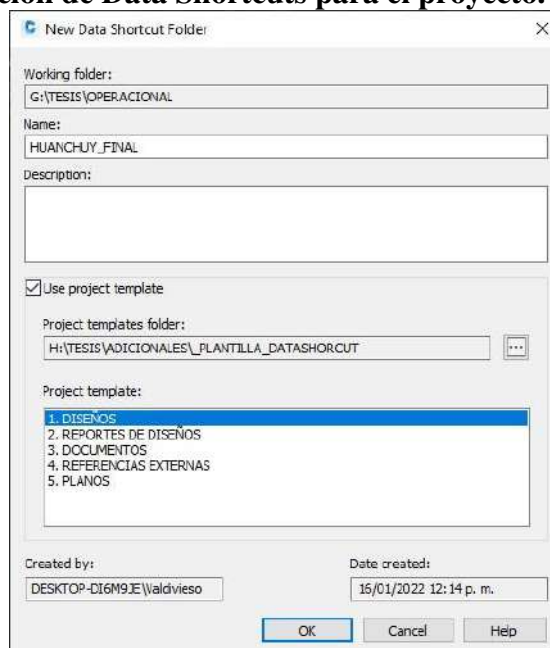 ción de Data Shortcuts para el proyecto.
New Data Shortcut Folder
Working folder:
G:\TESIS\OPERACIONAL
Name:
HUANCHUY_FINAL
Description:
Use project template
Project templates folder:
H:\TESIS\ADICIONALES\_PLANTILLA_DATASHORCUT
...
Project template:
1. DISEÑOS
2. REPORTES DE DISEÑOS
3. DOCUMENTOS
4. REFERENCIAS EXTERNAS
5. PLANOS
Created by:
Date created:
DESKTOP-DI6M9JE\Valdivieso
16/01/2022 12:14 p. m.
OK
Cancel
Help